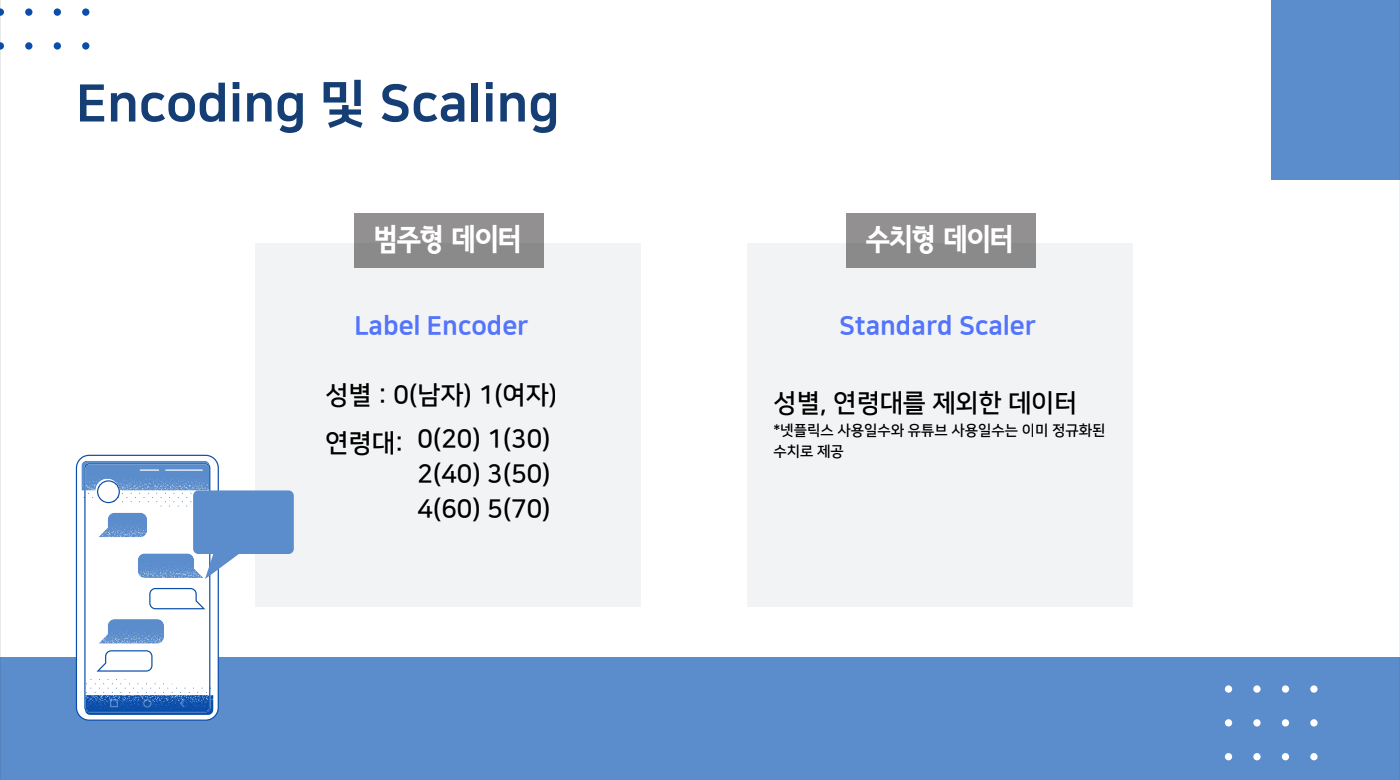 Encoding 및 Scaling
범주형 데이터
Label Encoder
성별 : 0(남자) 1(여자)
연령대: 0(20) 1(30)
2(40) 3(50)
4(60) 5(70)
수치형 데이터
Standard Scaler
성별, 연령대를 제외한 데이터
*넷플릭스 사용일수와 유튜브 사용일수는 이미 정규화된
수치로 제공